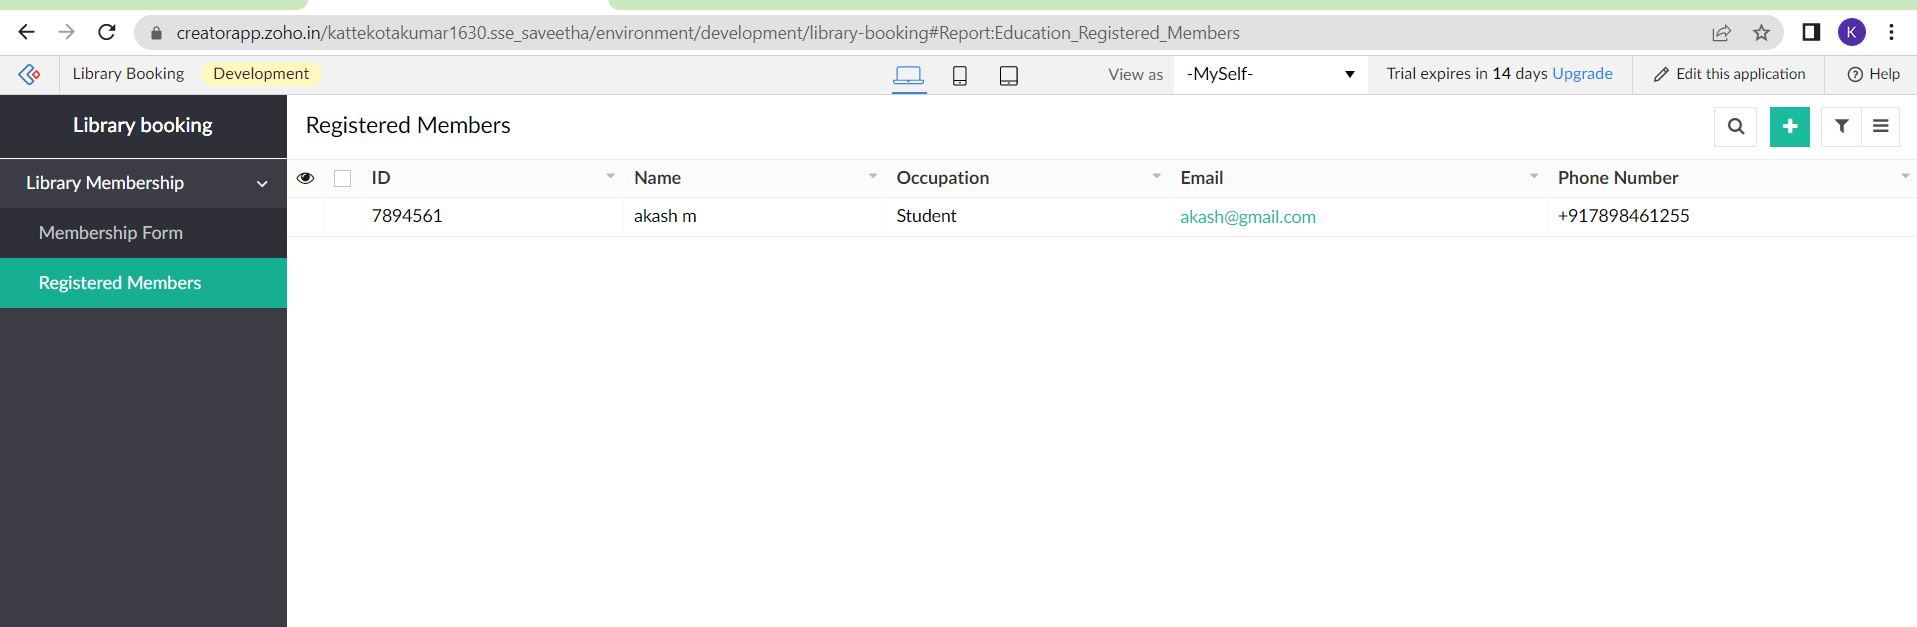 creatorapp.zoho.in/kattekotakumar1630.sse_saveetha/environment/development/library-booking#Report:Education_Registered_Members K
Library Booking Development View as -MySelf- Trial expires in 14 days Upgrade Edit this application Help
Library booking Registered Members
Library Membership ID Name Occupation Email Phone Number
7894561 akash m Student akash@gmail.com +917898461255
Membership Form
Registered Members